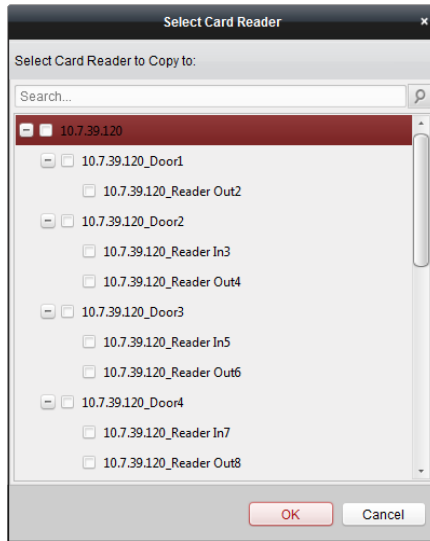 Select Card Reader
Select Card Reader to Copy to:
Search...
10.7.39.120
10.7.39.120_Door1
10.7.39.120_Reader Out2
10.7.39.120_Door2
10.7.39.120_Reader In3
10.7.39.120_Reader Out4
10.7.39.120_Door3
10.7.39.120_Reader In5
10.7.39.120_Reader Out6
10.7.39.120_Door4
10.7.39.120_Reader In7
10.7.39.120_Reader Out8
OK Cancel